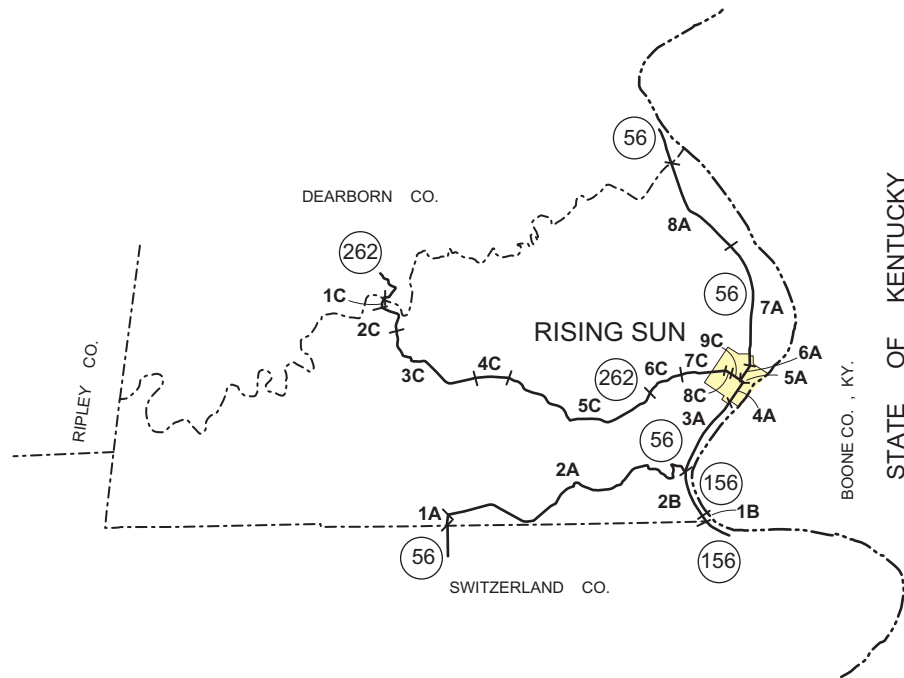 56
DEARBORN CO.
8A
262
56
1C
7A
RISING SUN
2C
9C
6A
3C
4C
262
6C
7C
5A
8C
5C
3A
4A
RIPLEY CO.
56
BOONE CO. , KY.
STATE OF KENTUCKY
2A
156
2B
1B
1A
56
156
SWITZERLAND CO.